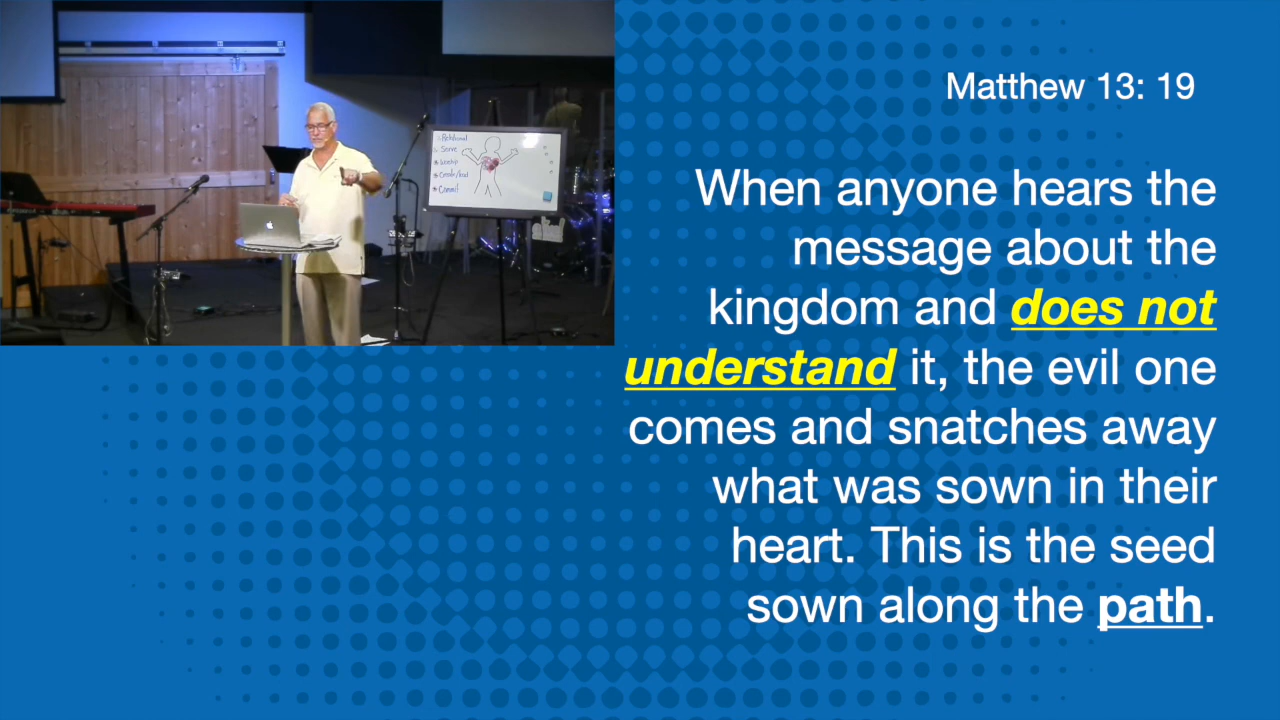 Matthew 13: 19
When anyone hears the
message about the
kingdom and does not
understand it, the evil one
comes and snatches away
what was sown in their
heart. This is the seed
sown along the path.
Serve
Worship
Commit